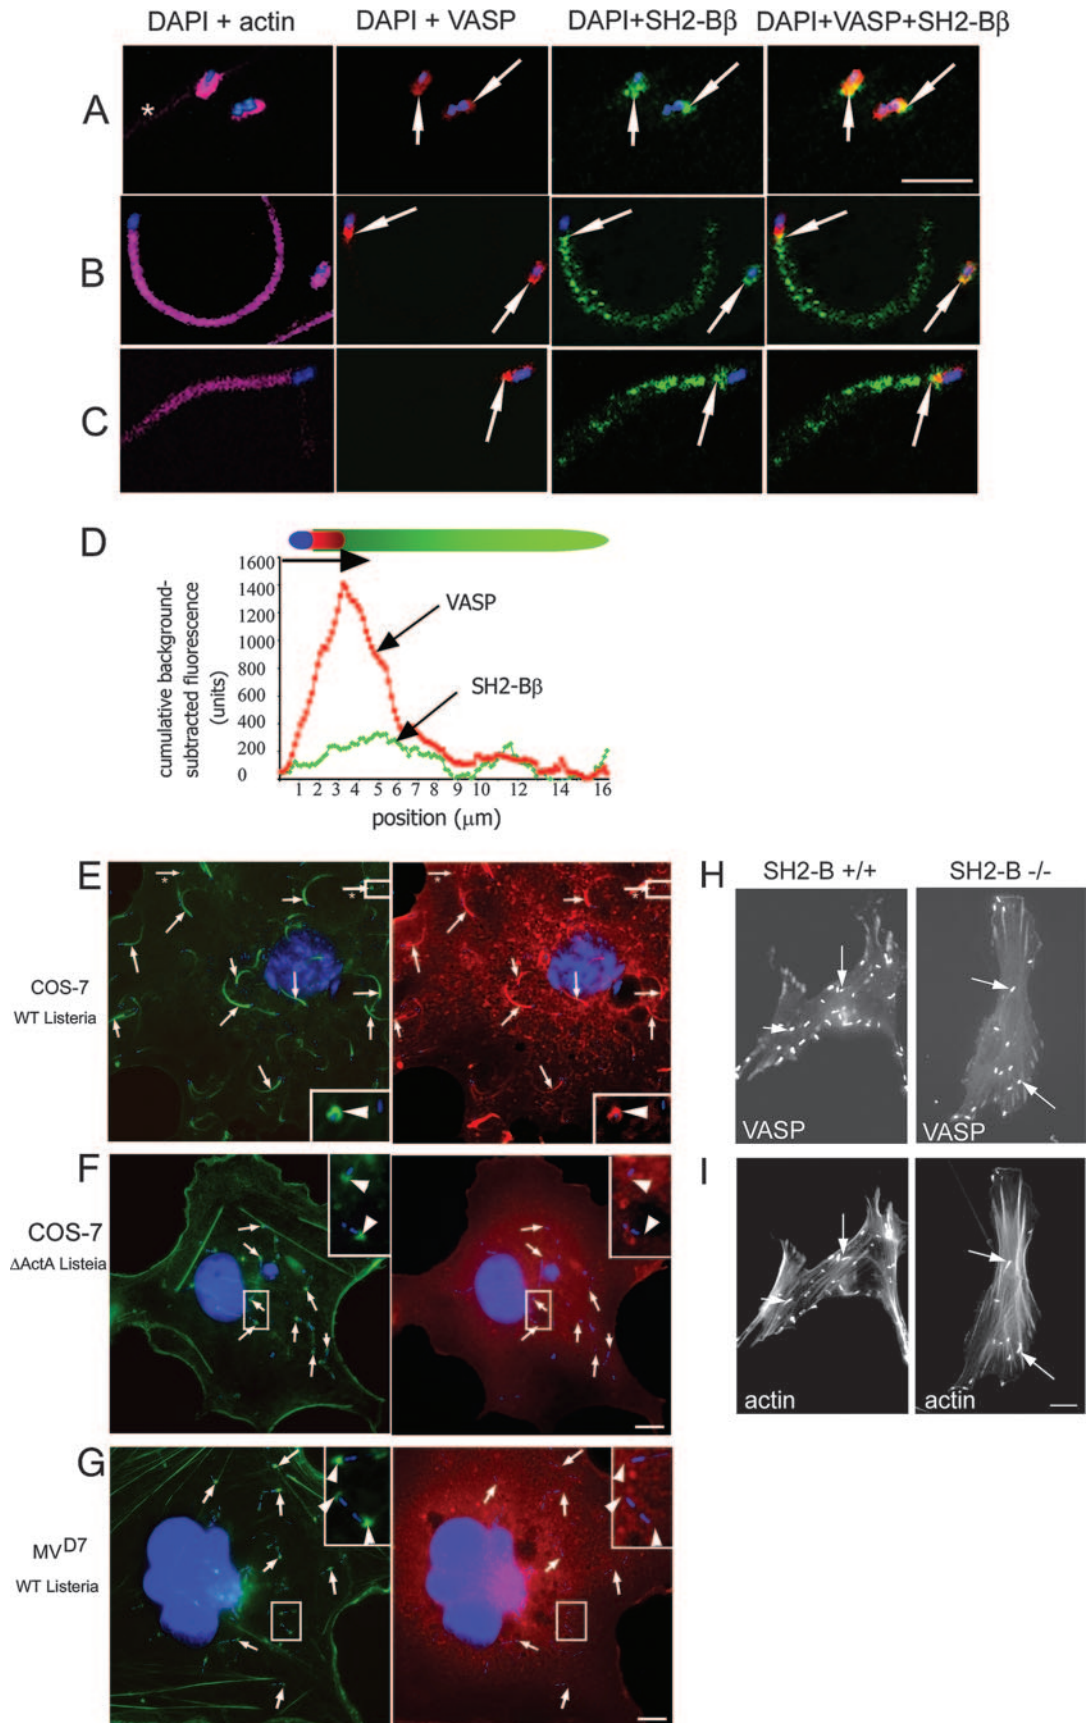 DAPI + actin DAPI + VASP DAPI+SH2-Bβ DAPI+VASP+SH2-Bβ
A
*
B
C
D
cumulative background-
subtracted fluorescence
(units)
1600
1400
1200
1000
800
600
400
200
0
VASP
SH2-Bβ
1 2 3 4 5 6 7 8 9 10 12 14 16
position (μm)
E
COS-7
WT Listeria
* * * *
F
COS-7
ΔActA Listeia
G
MV D7
WT Listeria
H
SH2-B +/+ SH2-B -/-
VASP VASP
I
actin actin